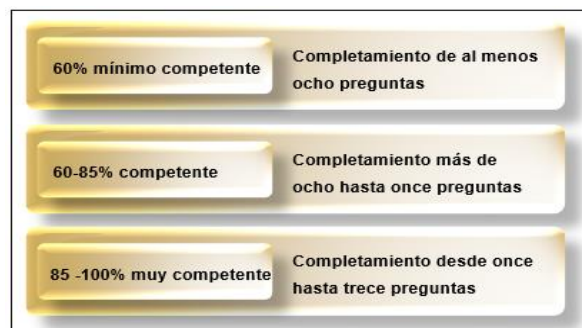 60% mínimo competente
Completamiento de al menos
ocho preguntas
60-85% competente
Completamiento más de
ocho hasta once preguntas
85 -100% muy competente
Completamiento desde once
hasta trece preguntas